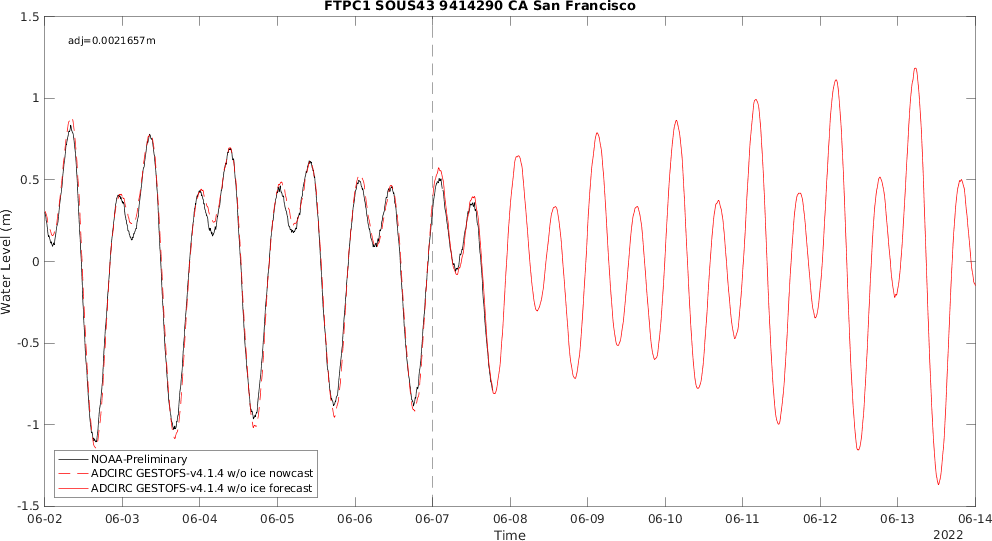 FTPC1 SOUS43 9414290 CA San Francisco
adj=0.0021657m
1.5
1
0.5
0
-0.5
-1
-1.5
Water Level (m)
NOAA-Preliminary
ADCIRC GESTOFS-v4.1.4 w/o ice nowcast
ADCIRC GESTOFS-v4.1.4 w/o ice forecast
06-02 06-03 06-04 06-05 06-06 06-07 06-08 06-09 06-10 06-11 06-12 06-13 06-14
Time
2022